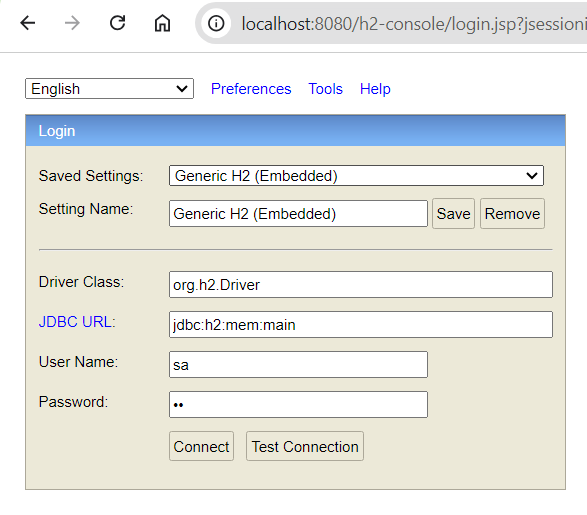 localhost:8080/h2-console/login.jsp?jsessioni
English Preferences Tools Help
Login
Saved Settings: Generic H2 (Embedded)
Setting Name: Generic H2 (Embedded) Save Remove
Driver Class: org.h2.Driver
JDBC URL: jdbc:h2:mem:main
User Name: sa
Password: ••
Connect Test Connection